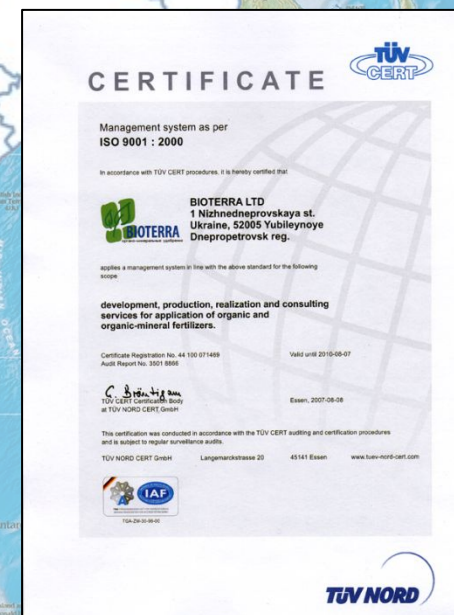 TÜV
CERT
CERTIFICATE
Management system as per
ISO 9001 : 2000
In accordance with TÜV CERT procedures, it is hereby certified that
BIOTERRA
BIOTERRA LTD
1 Nizhnedneprovskaya st.
Ukraine, 52005 Yubileynoye
Dnepropetrovsk reg.
applies a management system in line with the above standard for the following
scope
development, production, realization and consulting
services for application of organic and
organic-mineral fertilizers.
Certificate Registration No. 44 100 071469
Valid until 2010-08-07
Audit Report No. 3501 8866
TÜV CERT Certification Body
at TÜV NORD CERT GmbH
Essen, 2007-08-08
This certification was conducted in accordance with the TÜV CERT auditing and certification procedures
and is subject to regular surveillance audits.
TÜV NORD CERT GmbH
Langemarckstrasse 20
45141 Essen
www.tuev-nord-cert.com
IAF
TÜV NORD